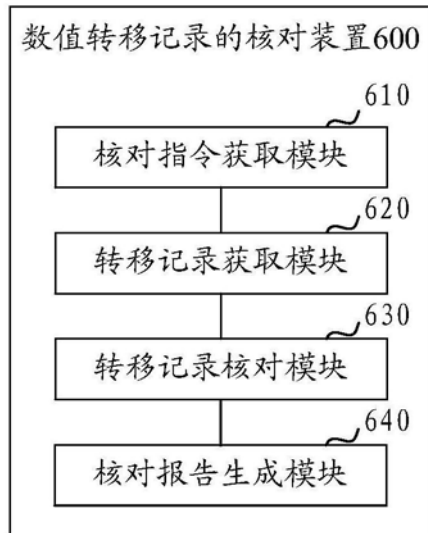 数值转移记录的核对装置600
610
核对指令获取模块
620
转移记录获取模块
630
转移记录核对模块
640
核对报告生成模块